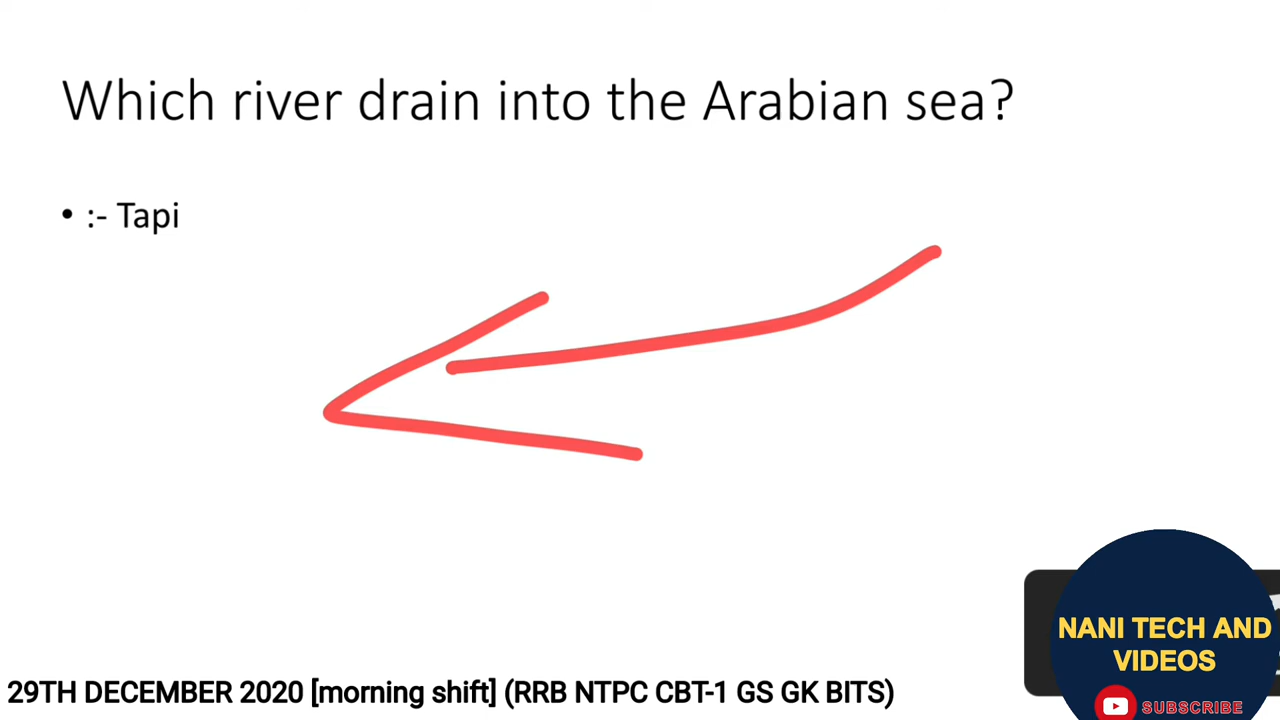 Which river drain into the Arabian sea?
• :- Tapi
NANI TECH AND
VIDEOS
SUBSCRIBE
29TH DECEMBER 2020 [morning shift] (RRB NTPC CBT-1 GS GK BITS)